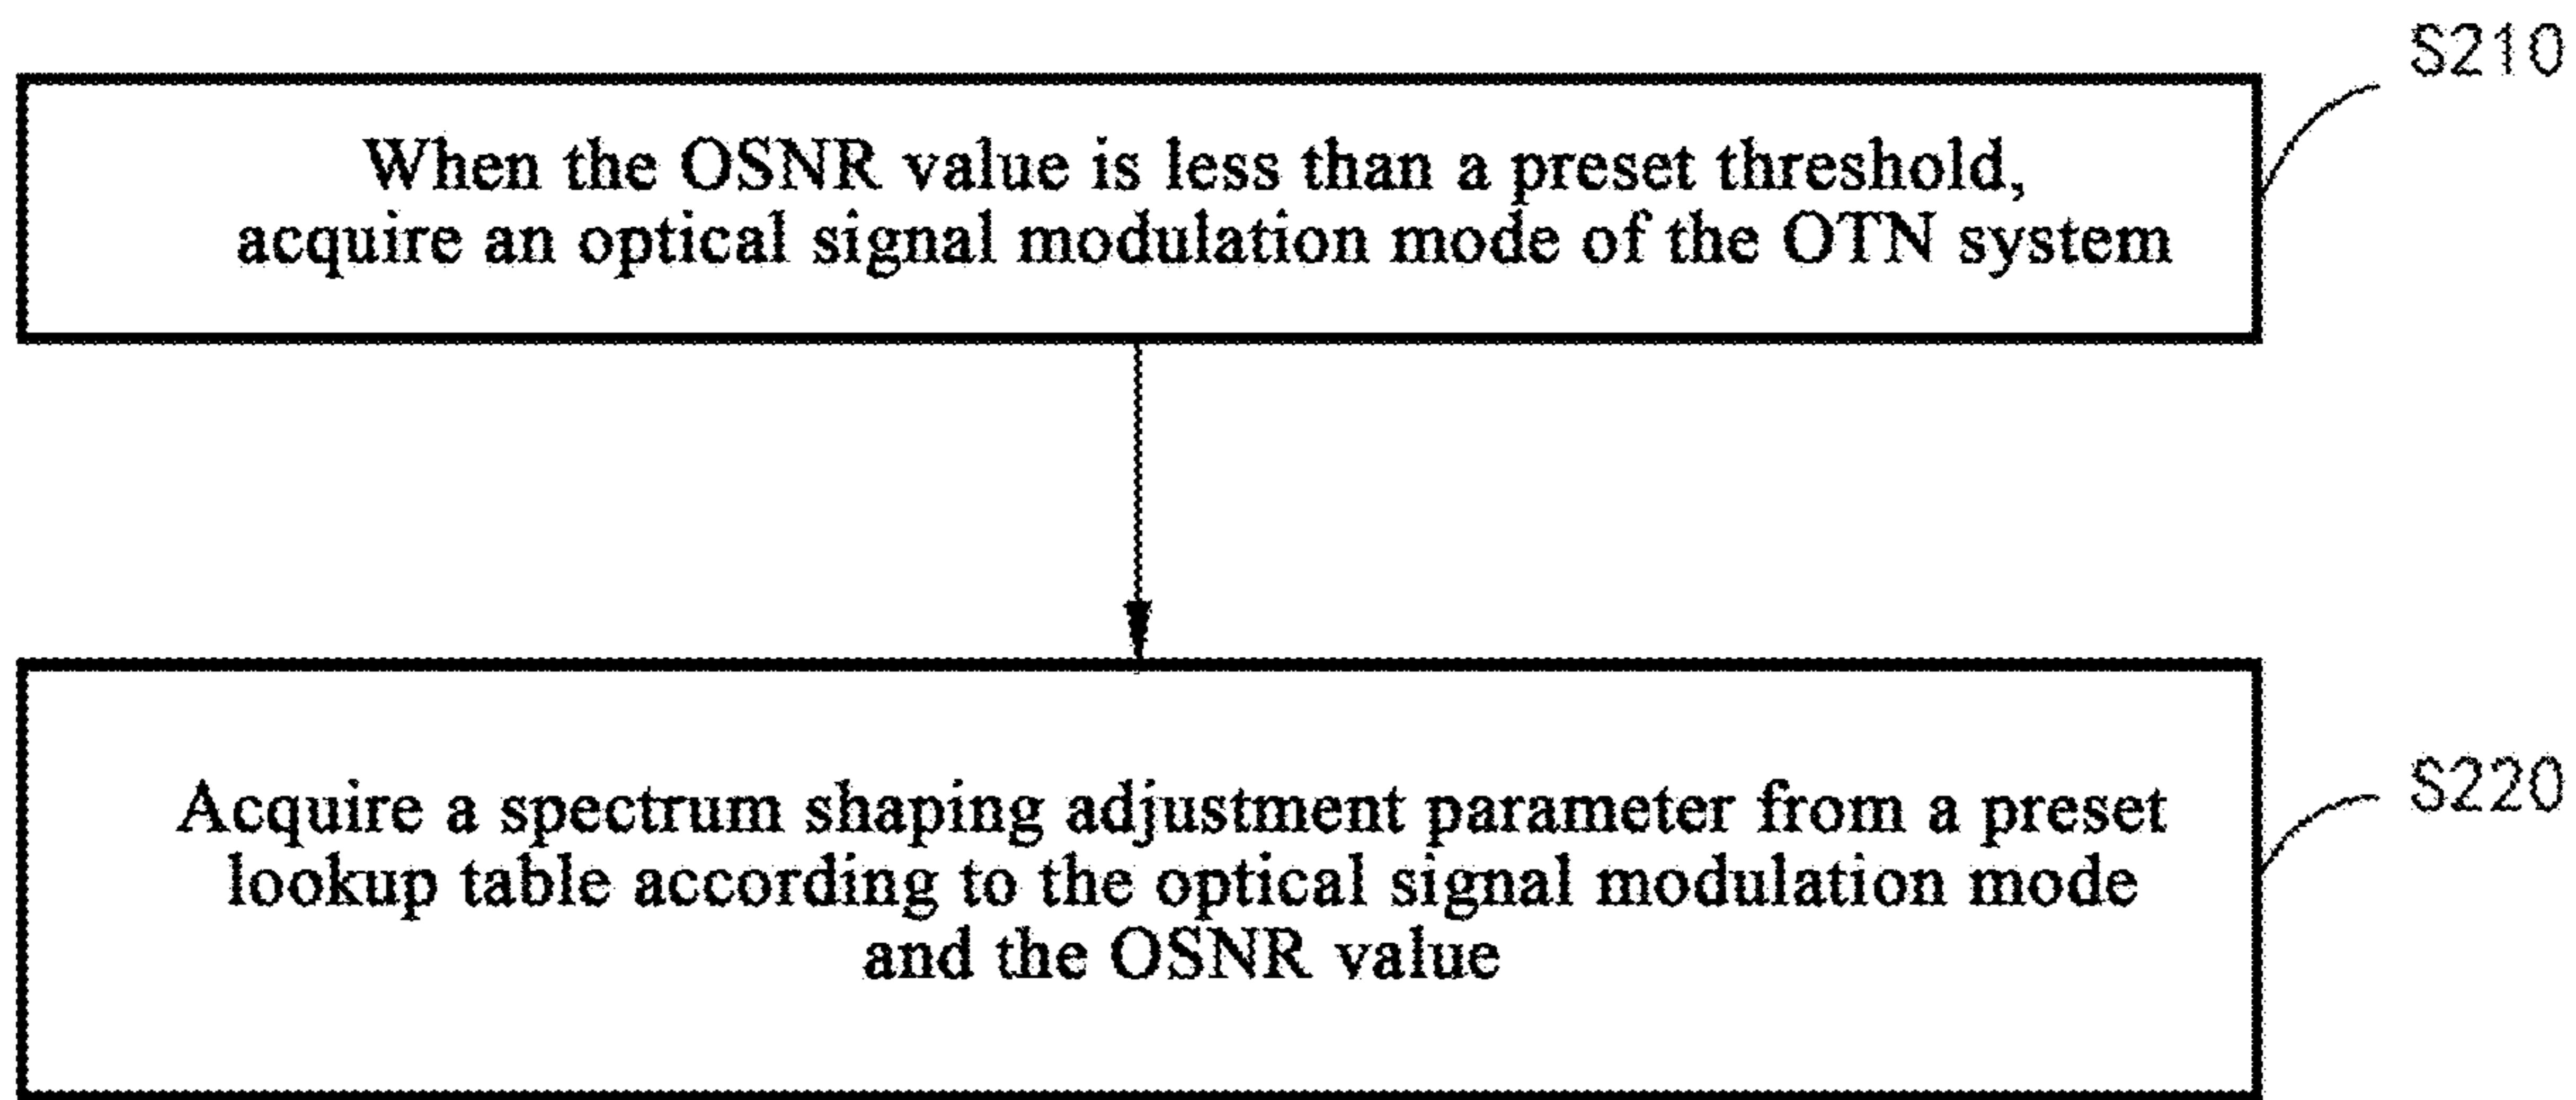 S210
When the OSNR value is less than a preset threshold,
acquire an optical signal modulation mode of the OTN system
S220
Acquire a spectrum shaping adjustment parameter from a preset
lookup table according to the optical signal modulation mode
and the OSNR value